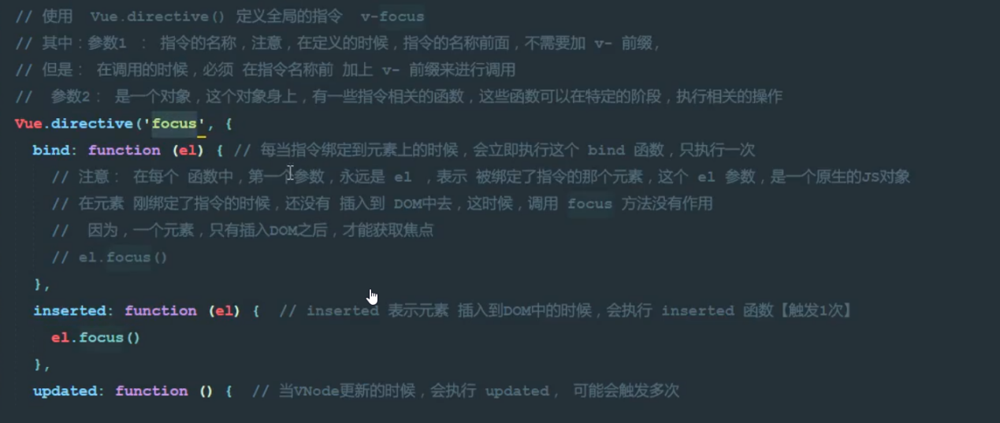 // 使用  Vue.directive() 定义全局的指令  v-focus
// 其中：参数1 ： 指令的名称，注意，在定义的时候，指令的名称前面，不需要加 v- 前缀，
// 但是： 在调用的时候，必须 在指令名称前 加上 v- 前缀来进行调用
//  参数2： 是一个对象，这个对象身上，有一些指令相关的函数，这些函数可以在特定的阶段，执行相关的操作
Vue.directive('focus', {
  bind: function (el) { // 每当指令绑定到元素上的时候，会立即执行这个 bind 函数，只执行一次
    // 注意： 在每个 函数中，第一个参数，永远是 el ，表示 被绑定了指令的那个元素，这个 el 参数，是一个原生的JS对象
    // 在元素 刚绑定了指令的时候，还没有 插入到 DOM中去，这时候，调用 focus 方法没有作用
    //  因为，一个元素，只有插入DOM之后，才能获取焦点
    // el.focus()
  },
  inserted: function (el) {  // inserted 表示元素 插入到DOM中的时候，会执行 inserted 函数【触发1次】
    el.focus()
  },
  updated: function () {  // 当VNode更新的时候，会执行 updated， 可能会触发多次